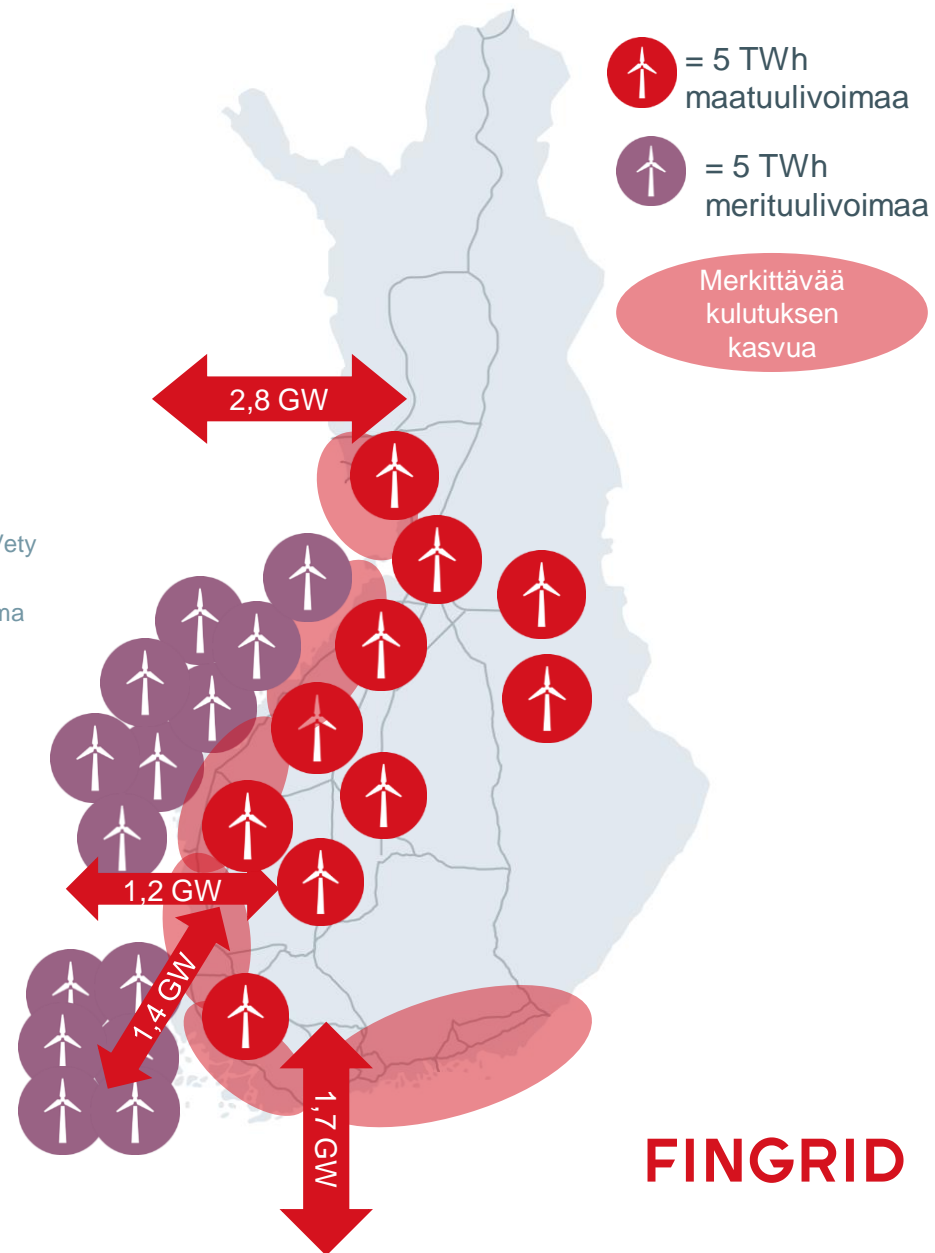 = 5 TWh
maatuulivoimaa
= 5 TWh
merituulivoimaa
Merkittävää
kulutuksen
kasvua
2,8 GW
1,2 GW
1,4 GW
1,7 GW
FINGRID